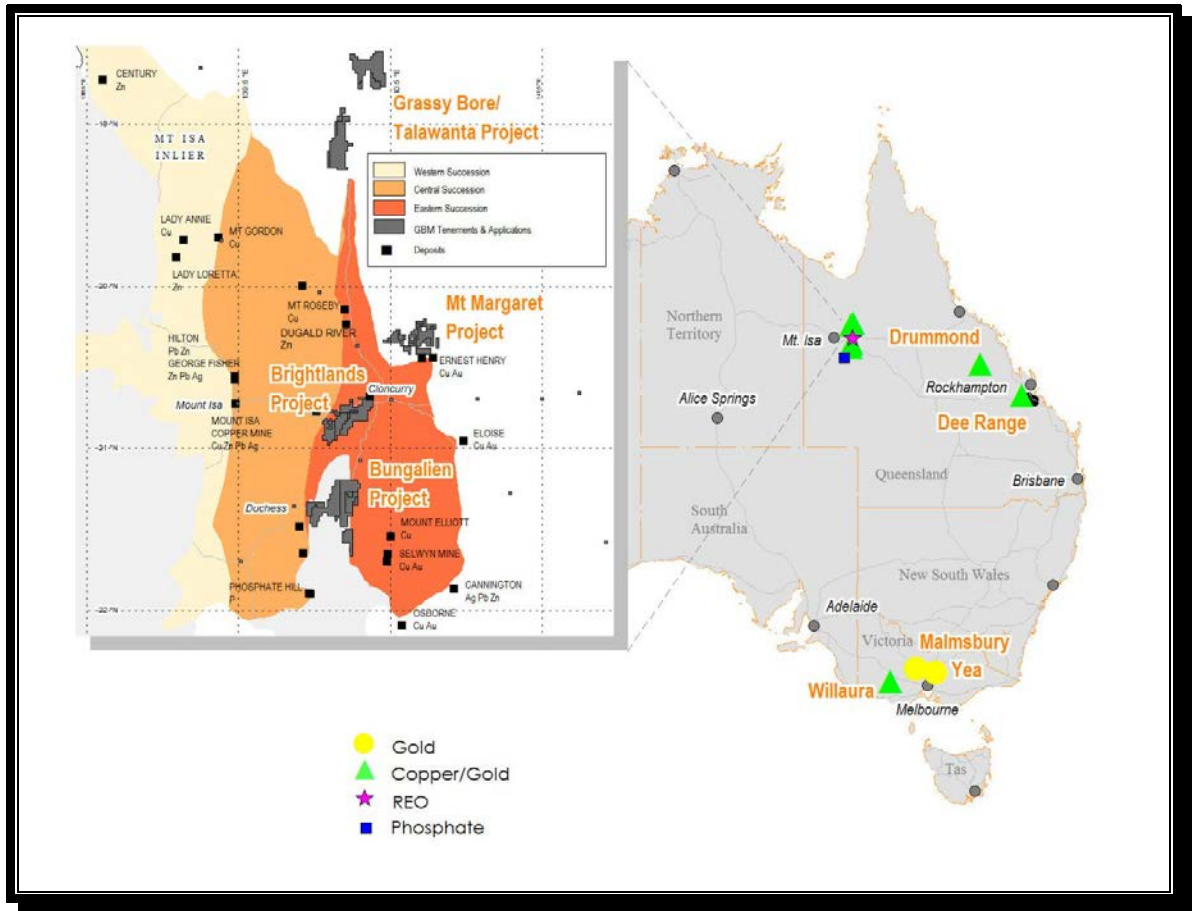 CENTURY
Zn
MT ISA
INLIER
Grassy Bore/
Talawanta Project
Western Succession
Central Succession
Eastern Succession
GBM Tenements & Applications
Deposits
LADY ANNIE
Cu
MT GORDON
Cu
LADY LORETTA
Zn
20 °N
MT ROSEBY
Cu
DUGALD RIVER
Zn
Mt Margaret
Project
ERNEST HENRY
Cu Au
HILTON
Pb Zn
GEORGE FISHER
Zn Pb Ag
Brightlands
Project
Cloncurry
Mount Isa
MOUNT ISA
COPPER MINE
Cu Zn Pb Ag
ELOISE
Cu Au
Bungalien
Project
Duchess
MOUNT ELLIOTT
Cu
SELWYN MINE
Cu Au
PHOSPHATE HILL
P
CANNINGTON
Ag Pb Zn
OSBORNE
Cu Au
Northern
Territory
Mt. Isa
Drummond
Rockhampton
Alice Springs
Dee Range
Queensland
Brisbane
South
Australia
New South Wales
Adelaide
Victoria
Malmsbury
Yea
Willaura
Melbourne
Tas
Gold
Copper/Gold
REO
Phosphate